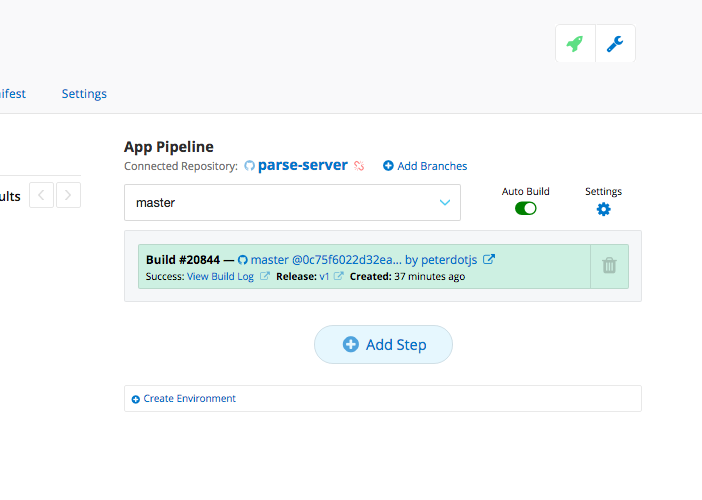 ifest Settings
App Pipeline
Connected Repository: parse-server Add Branches
ults
master
Auto Build
Settings
Build #20844 — master @0c75f6022d32ea... by peterdotjs
Success: View Build Log Release: v1 Created: 37 minutes ago
Add Step
Create Environment